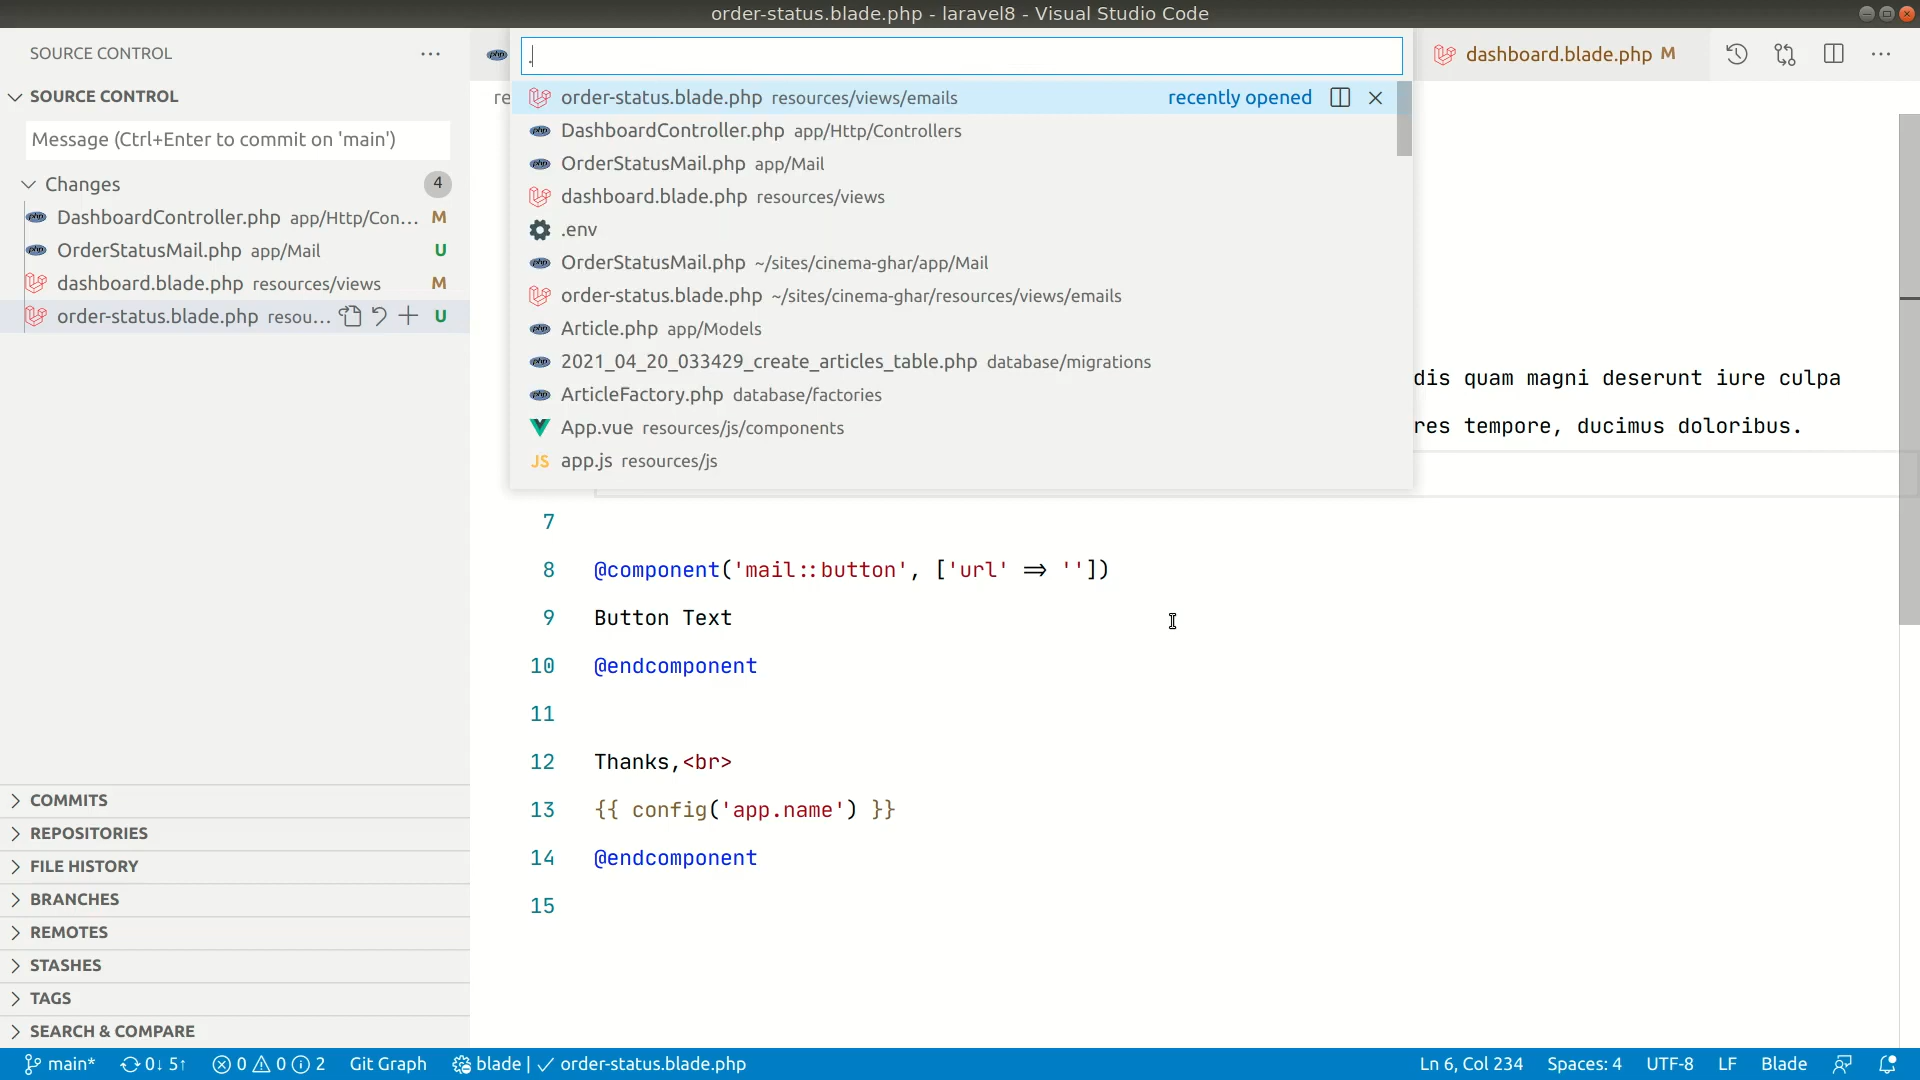 order-status.blade.php - laravel8 - Visual Studio Code
SOURCE CONTROL
SOURCE CONTROL
Message (Ctrl+Enter to commit on 'main')
Changes 4
DashboardController.php app/Http/Con... M
OrderStatusMail.php app/Mail U
dashboard.blade.php resources/views M
order-status.blade.php resou... U
COMMITS
REPOSITORIES
FILE HISTORY
BRANCHES
REMOTES
STASHES
TAGS
SEARCH & COMPARE
php
dashboard.blade.php M
re
.
order-status.blade.php resources/views/emails recently opened
DashboardController.php app/Http/Controllers
OrderStatusMail.php app/Mail
dashboard.blade.php resources/views
.env
OrderStatusMail.php ~/sites/cinema-ghar/app/Mail
order-status.blade.php ~/sites/cinema-ghar/resources/views/emails
Article.php app/Models
2021_04_20_033429_create_articles_table.php database/migrations
ArticleFactory.php database/factories
App.vue resources/js/components
JS app.js resources/js
dis quam magni deserunt iure culpa
res tempore, ducimus doloribus.
7
8 @component('mail::button', ['url' => ''])
9 Button Text
10 @endcomponent
11
12 Thanks,<br>
13 {{ config('app.name') }}
14 @endcomponent
15
main* 0↓ 5↑ 0 0 2 Git Graph blade | ✓ order-status.blade.php Ln 6, Col 234 Spaces: 4 UTF-8 LF Blade